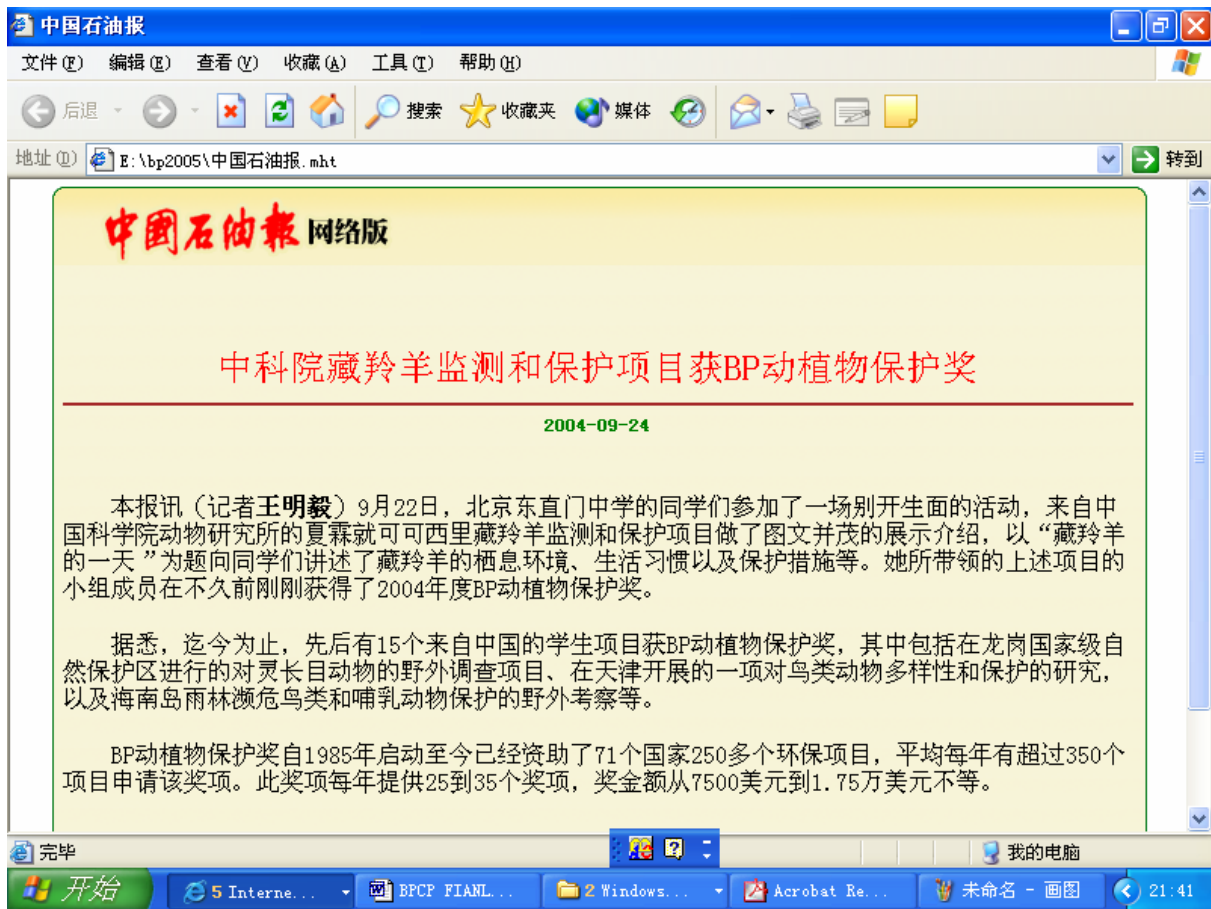 中国石油报
文件(F) 编辑(E) 查看(V) 收藏(A) 工具(T) 帮助(H)
后退 搜索 收藏夹 媒体
地址(D) E:\bp2005\中国石油报.mht 转到
中國石油報 网络版
中科院藏羚羊监测和保护项目获BP动植物保护奖
2004-09-24
本报讯（记者王明毅）9月22日，北京东直门中学的同学们参加了一场别开生面的活动，来自中
国科学院动物研究所的夏霖就可可西里藏羚羊监测和保护项目做了图文并茂的展示介绍，以“藏羚羊
的一天 ”为题向同学们讲述了藏羚羊的栖息环境、生活习惯以及保护措施等。她所带领的上述项目的
小组成员在不久前刚刚获得了2004年度BP动植物保护奖。
据悉，迄今为止，先后有15个来自中国的学生项目获BP动植物保护奖，其中包括在龙岗国家级自
然保护区进行的对灵长目动物的野外调查项目、在天津开展的一项对鸟类动物多样性和保护的研究，
以及海南岛雨林濒危鸟类和哺乳动物保护的野外考察等。
BP动植物保护奖自1985年启动至今已经资助了71个国家250多个环保项目，平均每年有超过350个
项目申请该奖项。此奖项每年提供25到35个奖项，奖金额从7500美元到1.75万美元不等。
完毕 我的电脑
开始 5 Interne... BPCP FIANL... 2 Windows... Acrobat Re... 未命名 - 画图 21:41